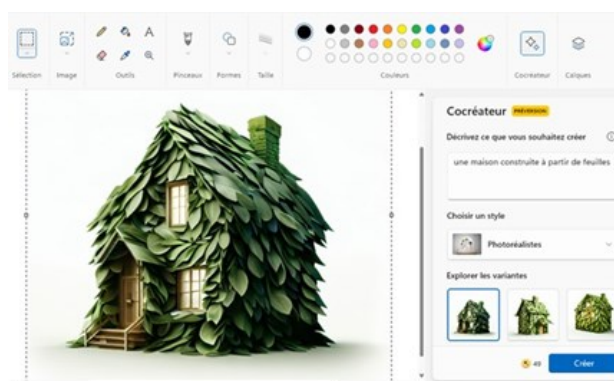 A
Sélection
Image
Outils
Pinceaux
Formes
Taille
Couleurs
Cocréateur
Calques
Cocréateur PRÉVERSION
Décrivez ce que vous souhaitez créer
une maison construite à partir de feuilles
Choisir un style
Photoréalistes
Explorer les variantes
49 Créer